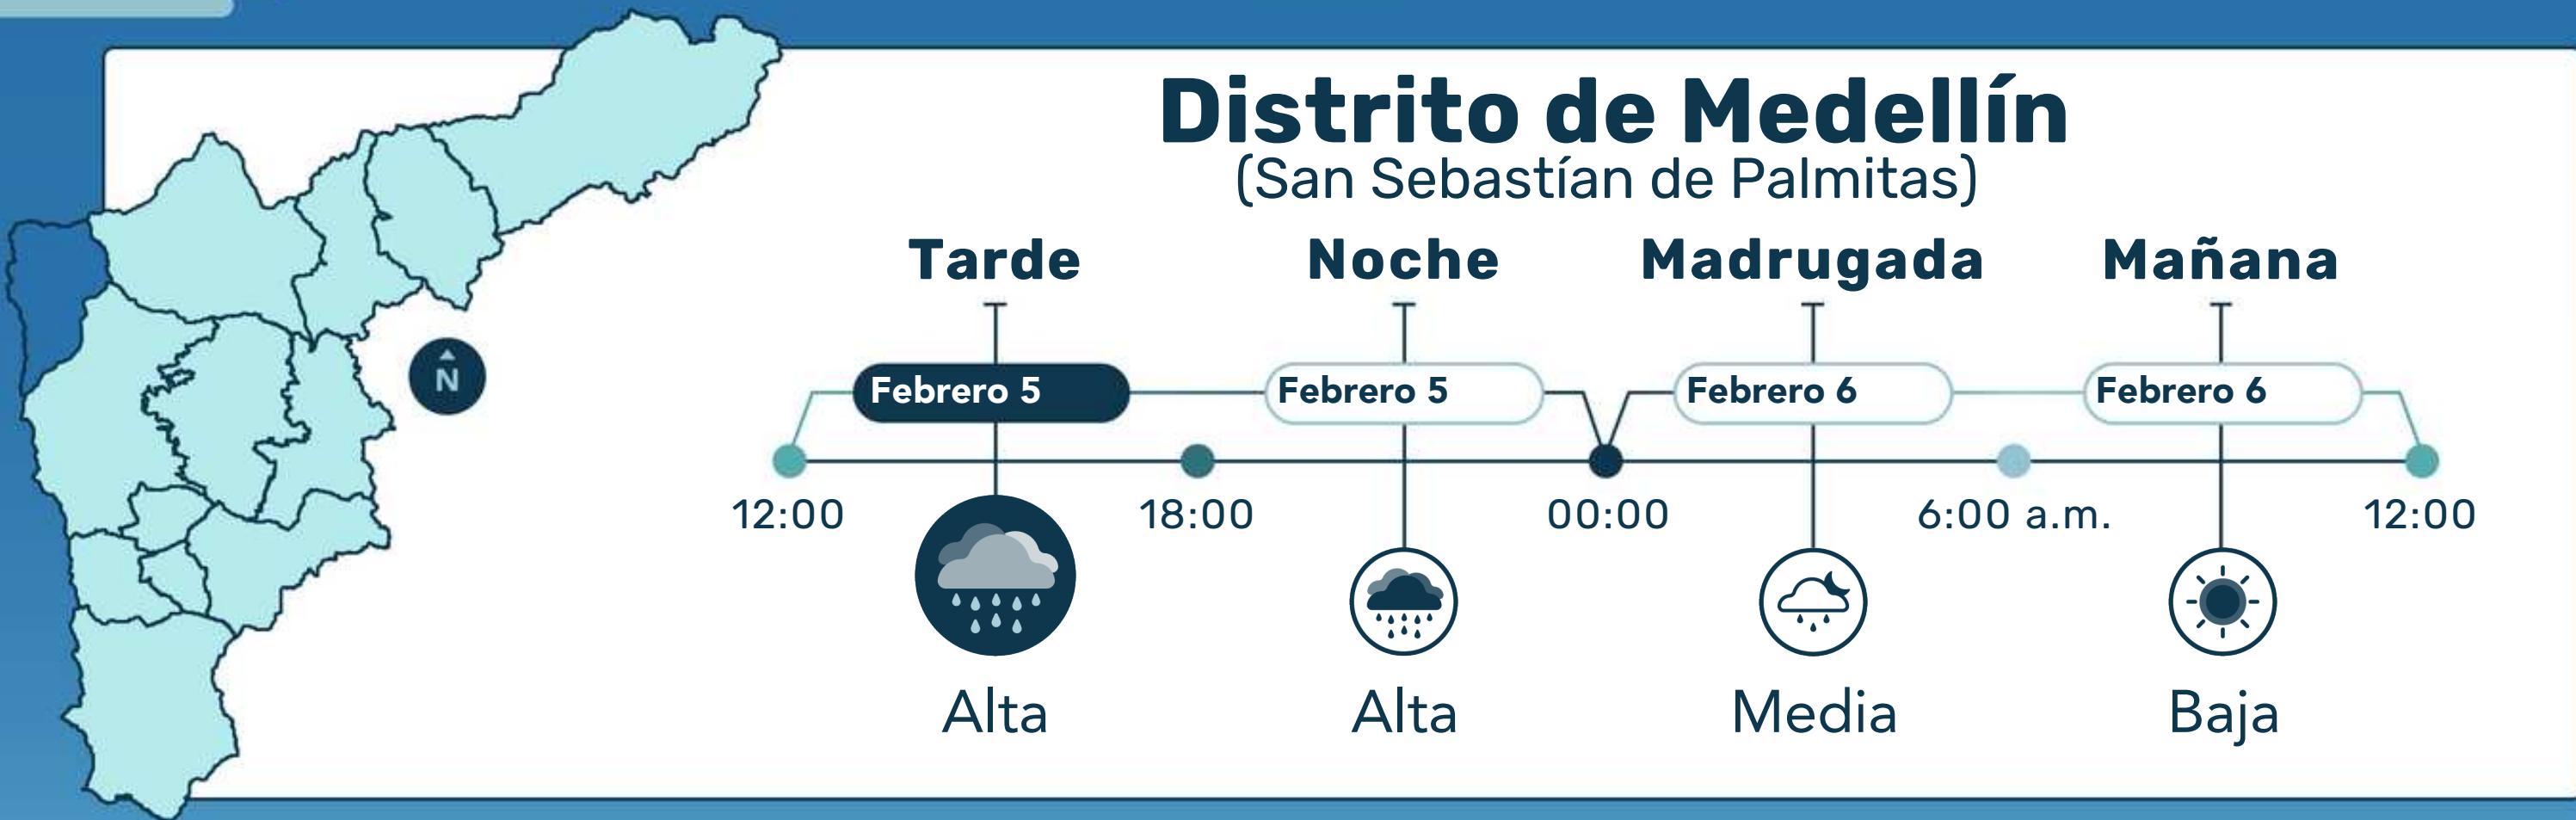 Distrito de Medellín
(San Sebastían de Palmitas)
Tarde Noche Madrugada Mañana
Febrero 5 Febrero 5 Febrero 6 Febrero 6
N
12:00 18:00 00:00 6:00 a.m. 12:00
Alta Alta Media Baja